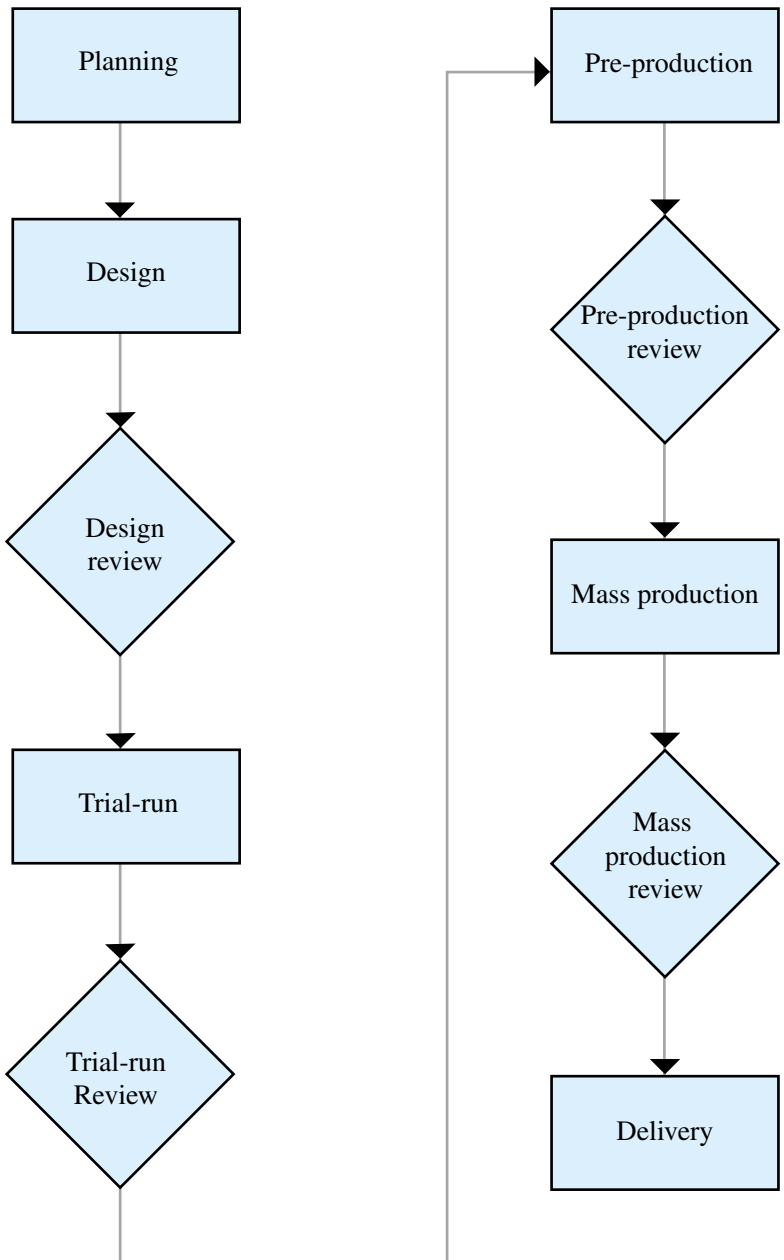 Planning
Design
Design
review
Trial-run
Trial-run
Review
Pre-production
Pre-production
review
Mass production
Mass
production
review
Delivery